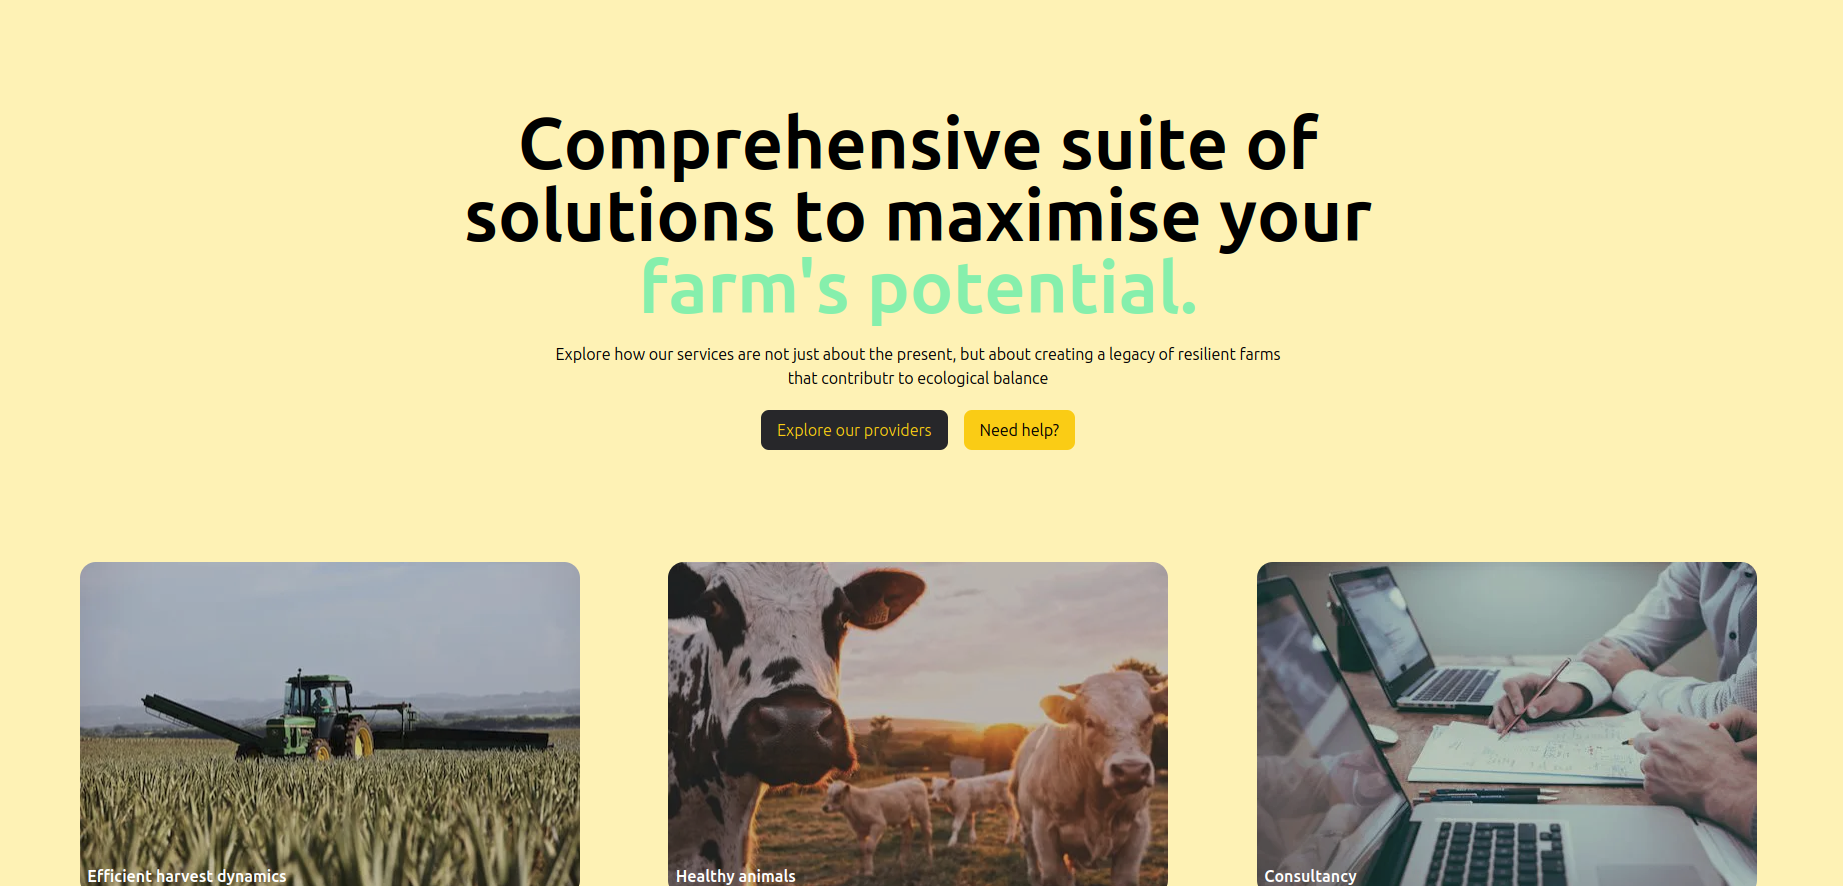 Comprehensive suite of
solutions to maximise your
farm's potential.
Explore how our services are not just about the present, but about creating a legacy of resilient farms
that contributr to ecological balance
Explore our providers
Need help?
Efficient harvest dynamics
Healthy animals
Consultancy